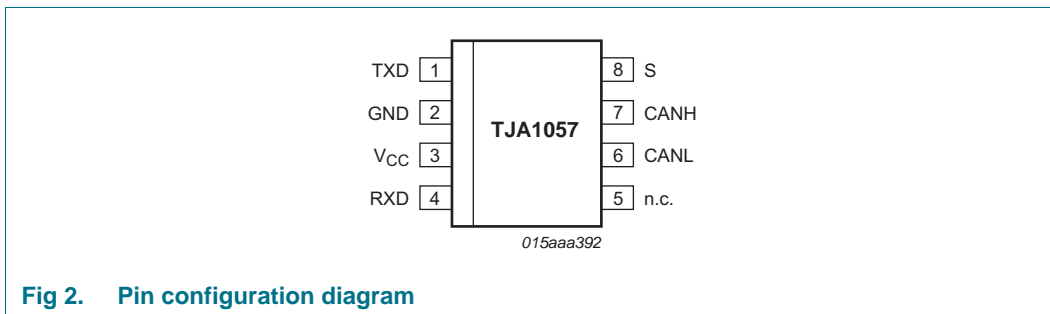 TXD 1 8 S
GND 2 7 CANH
TJA1057
VCC 3 6 CANL
RXD 4 5 n.c.
015aaa392
Fig 2. Pin configuration diagram